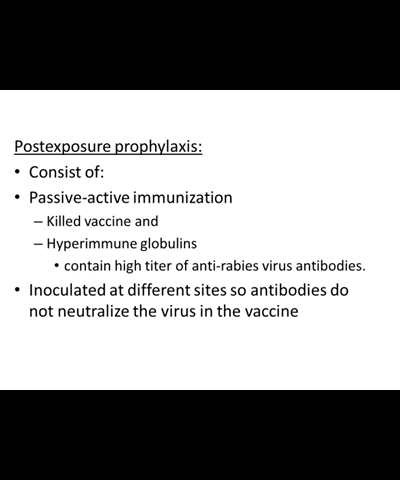 Postexposure prophylaxis:
• Consist of:
• Passive-active immunization
– Killed vaccine and
– Hyperimmune globulins
• contain high titer of anti-rabies virus antibodies.
• Inoculated at different sites so antibodies do
not neutralize the virus in the vaccine